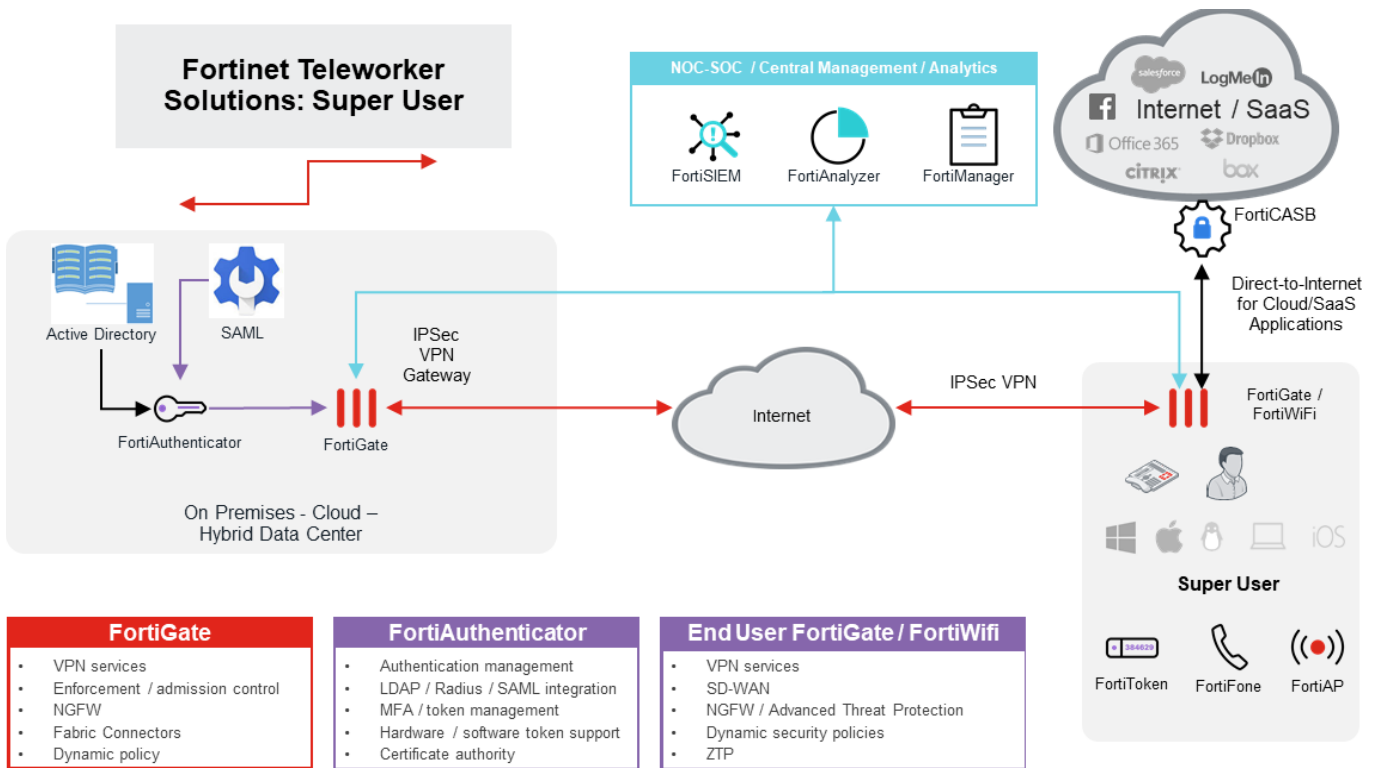 Fortinet Teleworker
Solutions: Super User
NOC-SOC / Central Management / Analytics
FortiSIEM
FortiAnalyzer
FortiManager
salesforce
LogMeIn
Internet / SaaS
Office 365
Dropbox
CİTRIX
box
FortiCASB
Direct-to-Internet
for Cloud/SaaS
Applications
Active Directory
SAML
IPSec
VPN
Gateway
FortiAuthenticator
FortiGate
On Premises - Cloud –
Hybrid Data Center
Internet
IPSec VPN
FortiGate /
FortiWiFi
iOS
Super User
384629
FortiToken
FortiFone
FortiAP
FortiGate
• VPN services
• Enforcement / admission control
• NGFW
• Fabric Connectors
• Dynamic policy
FortiAuthenticator
• Authentication management
• LDAP / Radius / SAML integration
• MFA / token management
• Hardware / software token support
• Certificate authority
End User FortiGate / FortiWifi
• VPN services
• SD-WAN
• NGFW / Advanced Threat Protection
• Dynamic security policies
• ZTP